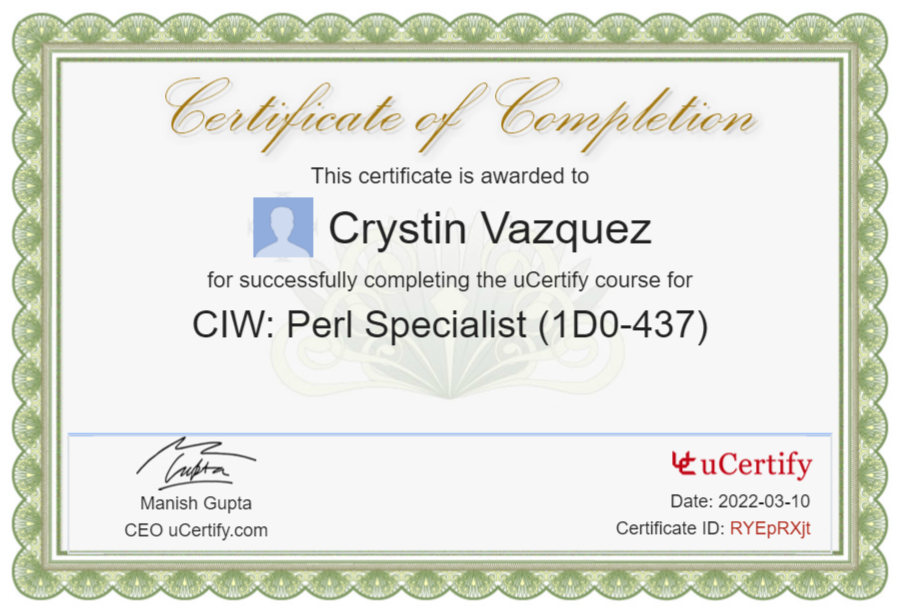 Certificate of Completion
This certificate is awarded to
Crystin Vazquez
for successfully completing the uCertify course for
CIW: Perl Specialist (1D0-437)
Gupta
Manish Gupta
CEO uCertify.com
uCertify
Date: 2022-03-10
Certificate ID: RYEpRXjt